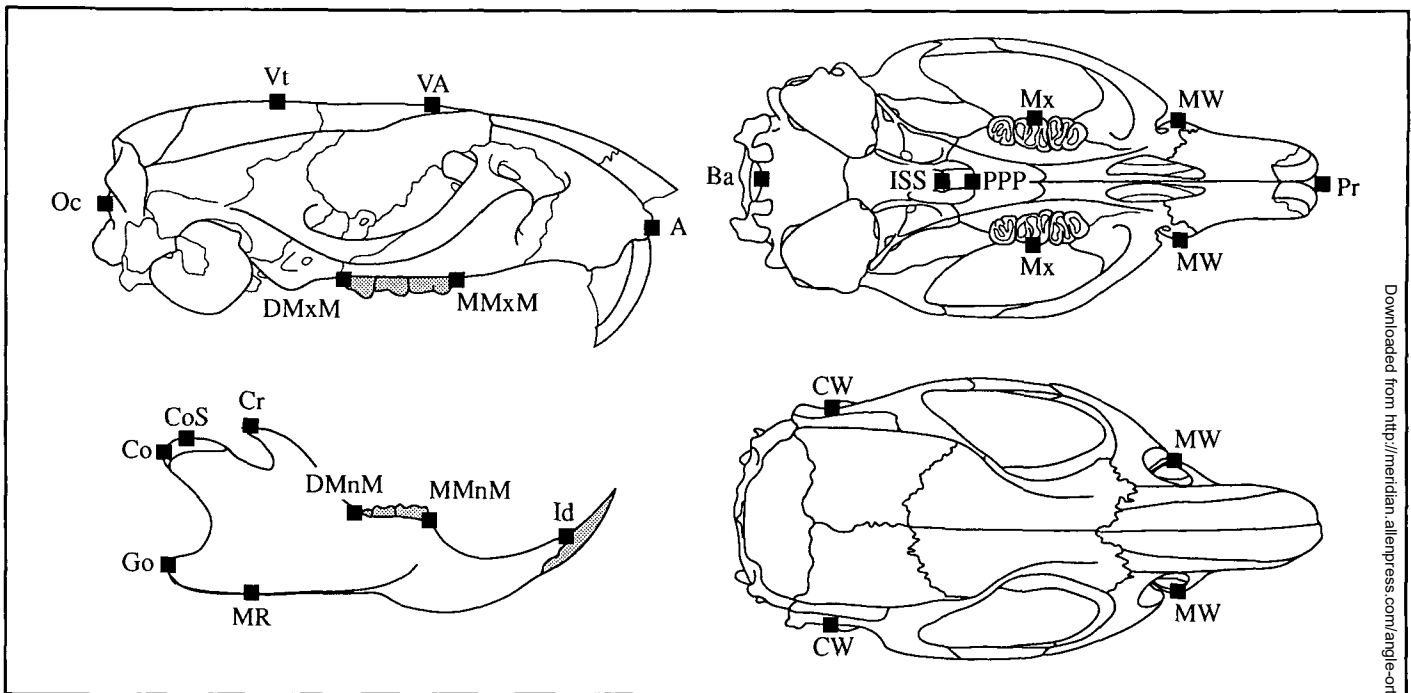 Vt
VA
Oc
A
DMxM
MMxM
Mx
MW
Ba
ISS
PPP
Pr
Mx
MW
Cr
CoS
Co
DMnM
MMnM
Id
Go
MR
CW
MW
CW
MW
Downloaded from http://meridian.allenpress.com/angle-ort